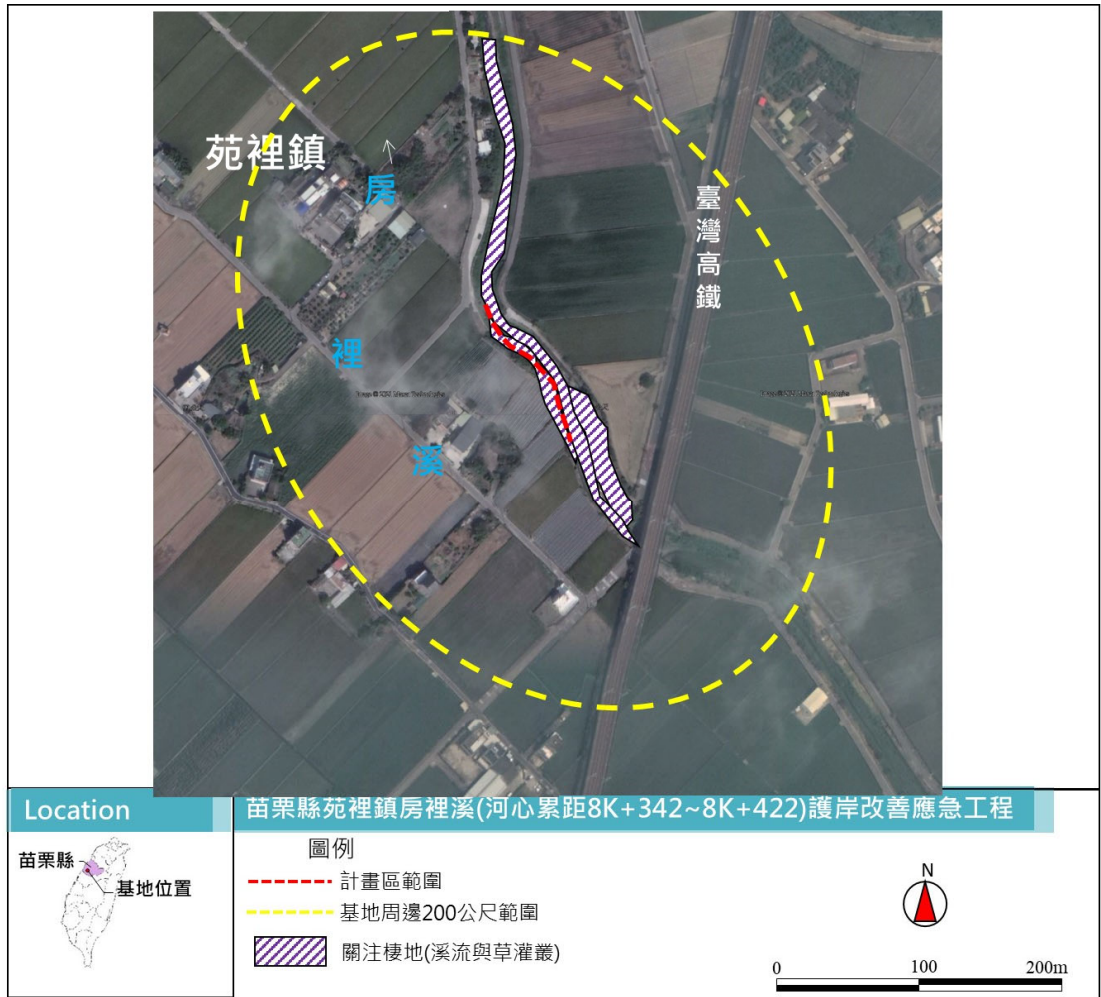 苗栗縣苑裡鎮房裡溪(河心累距8K+342~8K+422)護岸改善應急工程
苑裡鎮
房
裡
溪
臺灣高鐵
Location
苗栗縣
基地位置
圖例
計畫區範圍
基地周邊200公尺範圍
關注棲地(溪流與草灌叢)
N
0 100 200m